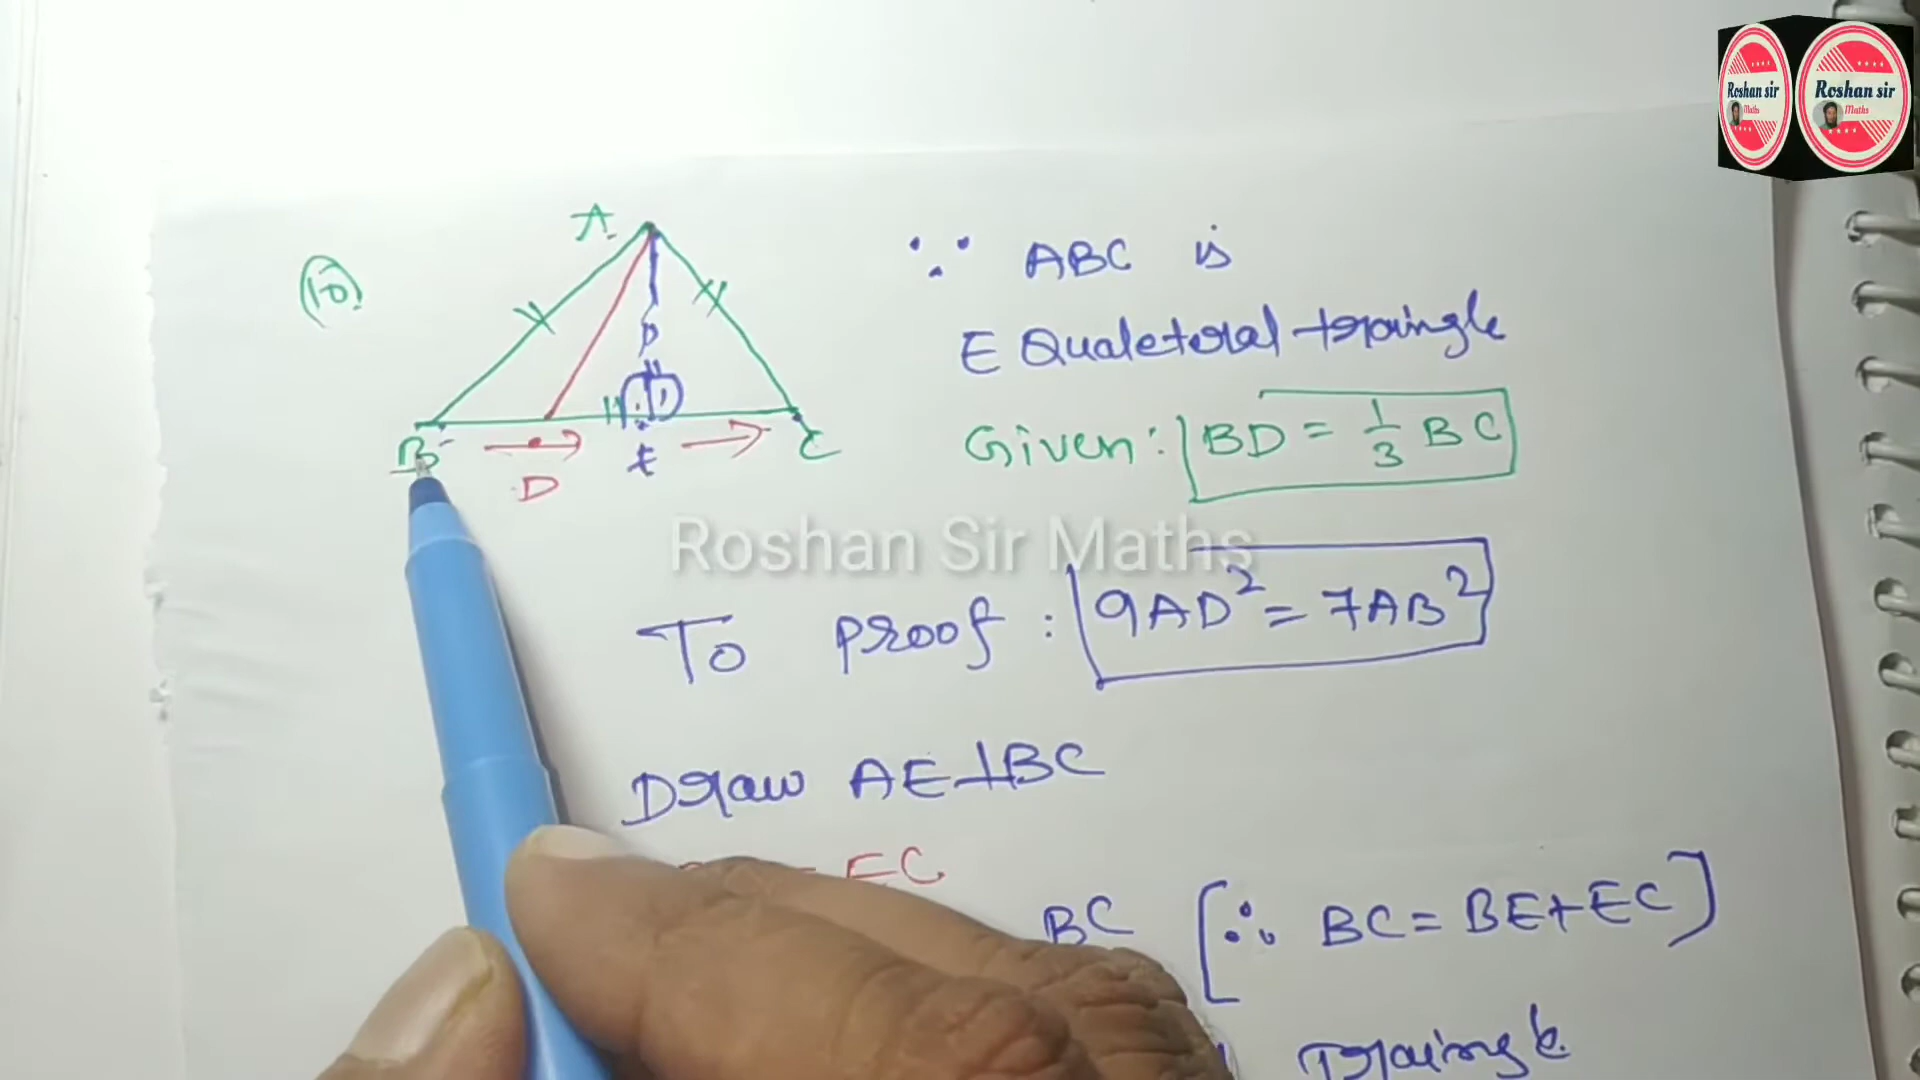 Roshan sir
Maths
Roshan sir
Maths
(10)
A
B
D
E
C
∵ ABC is
EQualeteral traingle
Given: BD = 1/3 BC
Roshan Sir Maths
To proof: 9AD² = 7AB²
Draw AE⊥BC
EC
BC [∴ BC = BE+EC]
Traingle